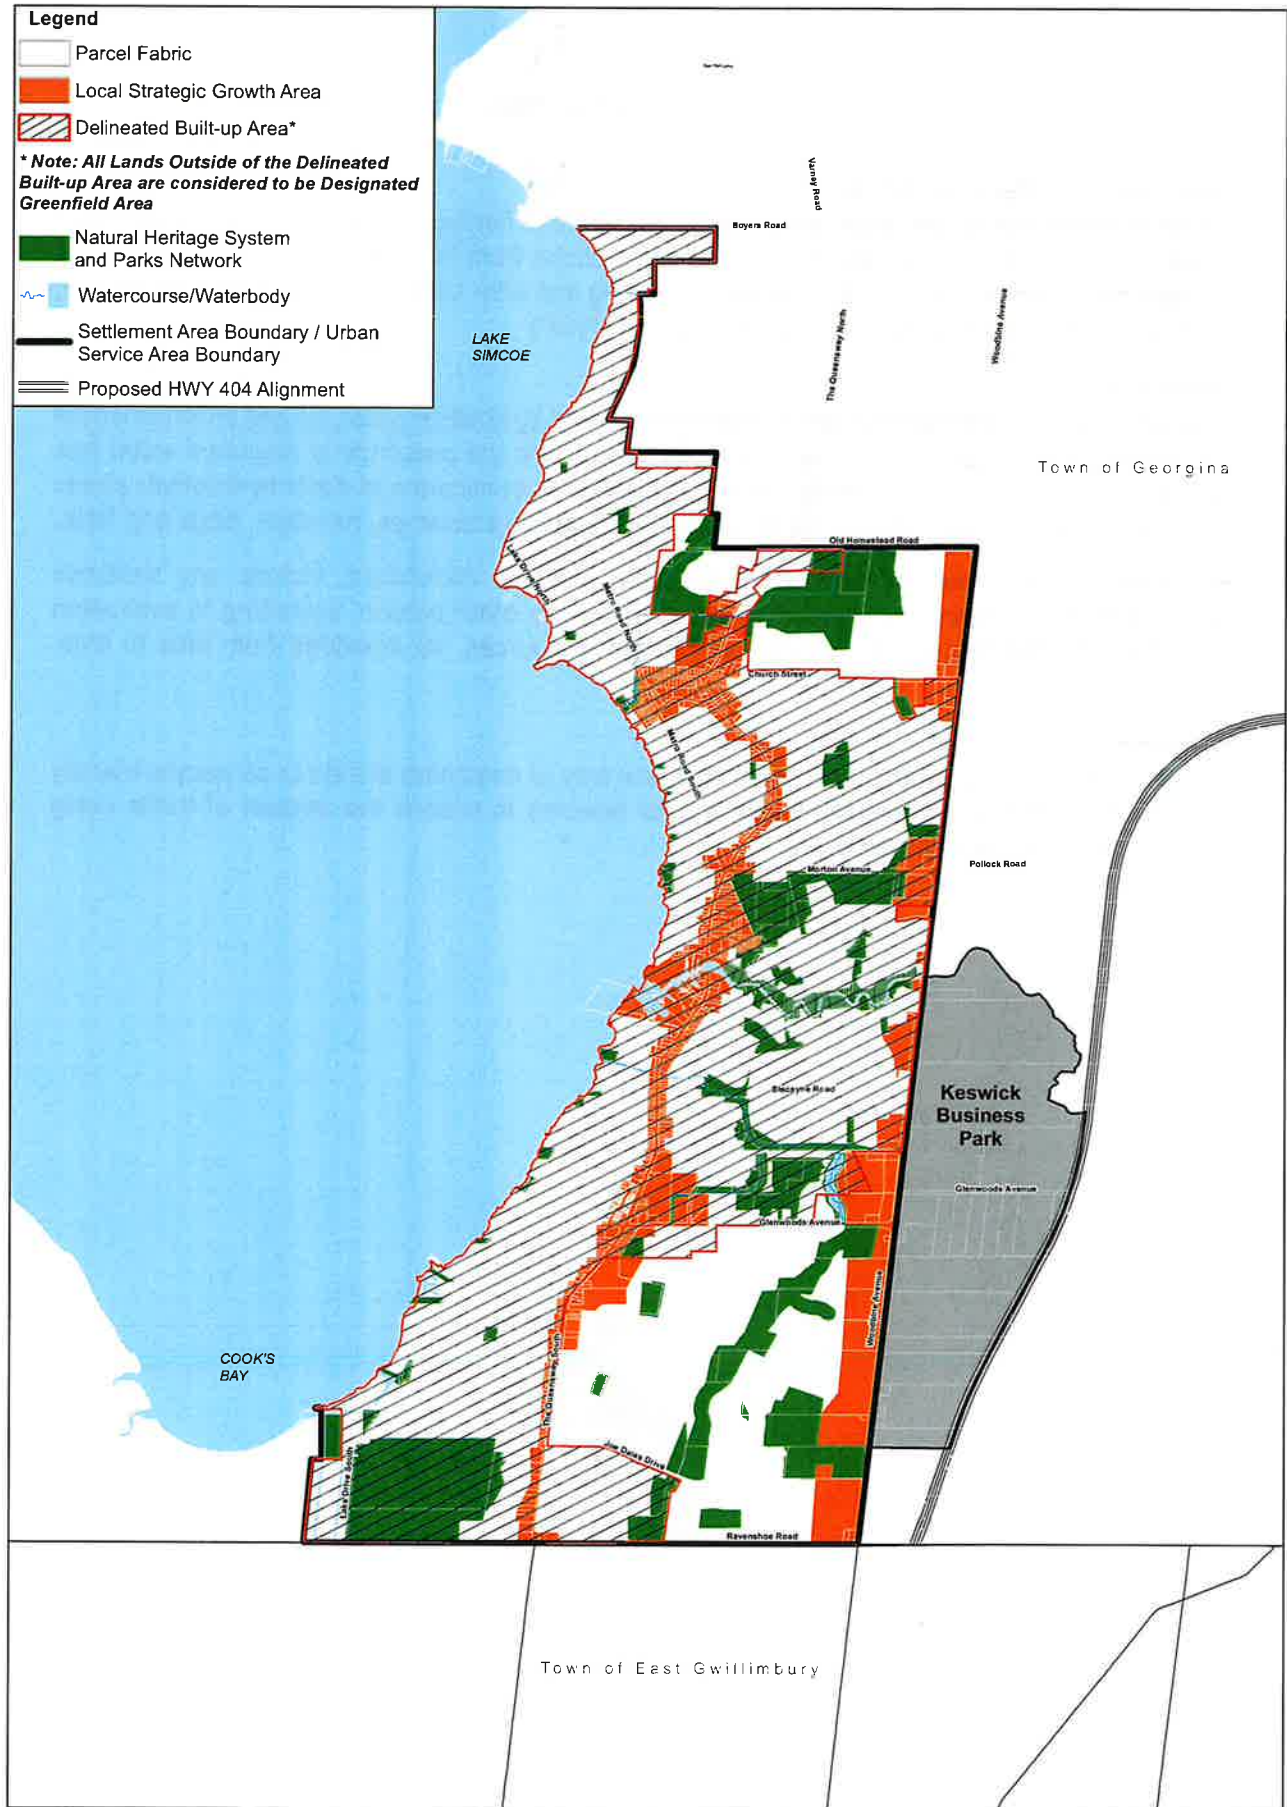 Legend
Parcel Fabric
Local Strategic Growth Area
Delineated Built-up Area*
* Note: All Lands Outside of the Delineated
Built-up Area are considered to be Designated
Greenfield Area
Natural Heritage System
and Parks Network
Watercourse/Waterbody
Settlement Area Boundary / Urban
Service Area Boundary
Proposed HWY 404 Alignment
Varney Road
Boyers Road
The Queensway North
Woodbine Avenue
LAKE
SIMCOE
Town of Georgina
Old Homestead Road
Lake Drive North
Metro Road North
Church Street
Metro Road South
Morton Avenue
Pollock Road
Biscayne Road
Keswick
Business
Park
Glenwoods Avenue
Glenwoods Avenue
Woodbine Avenue
The Queensway South
COOK'S
BAY
Joe Dales Drive
Lake Drive South
Ravenshoe Road
Town of East Gwillimbury